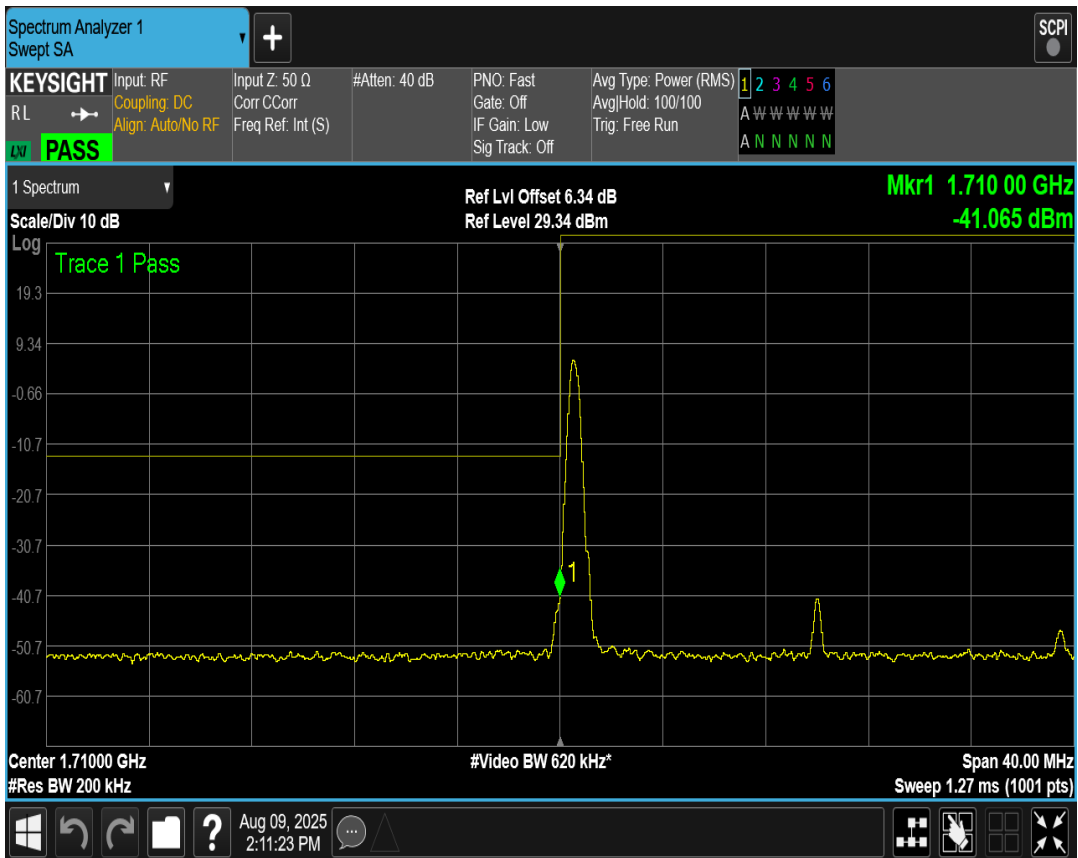 Spectrum Analyzer 1
Swept SA
+
SCPI
KEYSIGHT
RL
LXI PASS
Input: RF
Coupling: DC
Align: Auto/No RF
Input Z: 50 Ω
Corr CCorr
Freq Ref: Int (S)
#Atten: 40 dB
PNO: Fast
Gate: Off
IF Gain: Low
Sig Track: Off
Avg Type: Power (RMS)
Avg|Hold: 100/100
Trig: Free Run
1 2 3 4 5 6
A W W W W W
A N N N N N
1 Spectrum
Scale/Div 10 dB
Ref Lvl Offset 6.34 dB
Ref Level 29.34 dBm
Mkr1 1.710 00 GHz
-41.065 dBm
Log
Trace 1 Pass
19.3
9.34
-0.66
-10.7
-20.7
-30.7
1
-40.7
-50.7
-60.7
Center 1.71000 GHz
#Video BW 620 kHz*
Span 40.00 MHz
#Res BW 200 kHz
Sweep 1.27 ms (1001 pts)
?
Aug 09, 2025
2:11:23 PM